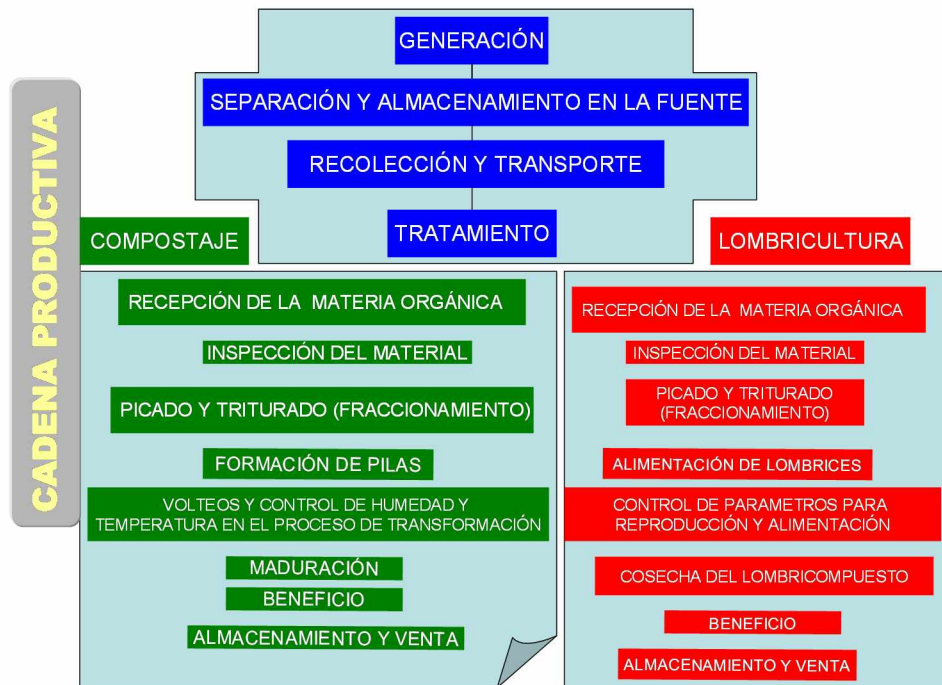 CADENA PRODUCTIVA
GENERACIÓN
SEPARACIÓN Y ALMACENAMIENTO EN LA FUENTE
RECOLECCIÓN Y TRANSPORTE
TRATAMIENTO
COMPOSTAJE
RECEPCIÓN DE LA MATERIA ORGÁNICA
INSPECCIÓN DEL MATERIAL
PICADO Y TRITURADO (FRACCIONAMIENTO)
FORMACIÓN DE PILAS
VOLTEOS Y CONTROL DE HUMEDAD Y
TEMPERATURA EN EL PROCESO DE TRANSFORMACIÓN
MADURACIÓN
BENEFICIO
ALMACENAMIENTO Y VENTA
LOMBRICULTURA
RECEPCIÓN DE LA MATERIA ORGÁNICA
INSPECCIÓN DEL MATERIAL
PICADO Y TRITURADO
(FRACCIONAMIENTO)
ALIMENTACIÓN DE LOMBRICES
CONTROL DE PARAMETROS PARA
REPRODUCCIÓN Y ALIMENTACIÓN
COSECHA DEL LOMBRICOMPUESTO
BENEFICIO
ALMACENAMIENTO Y VENTA